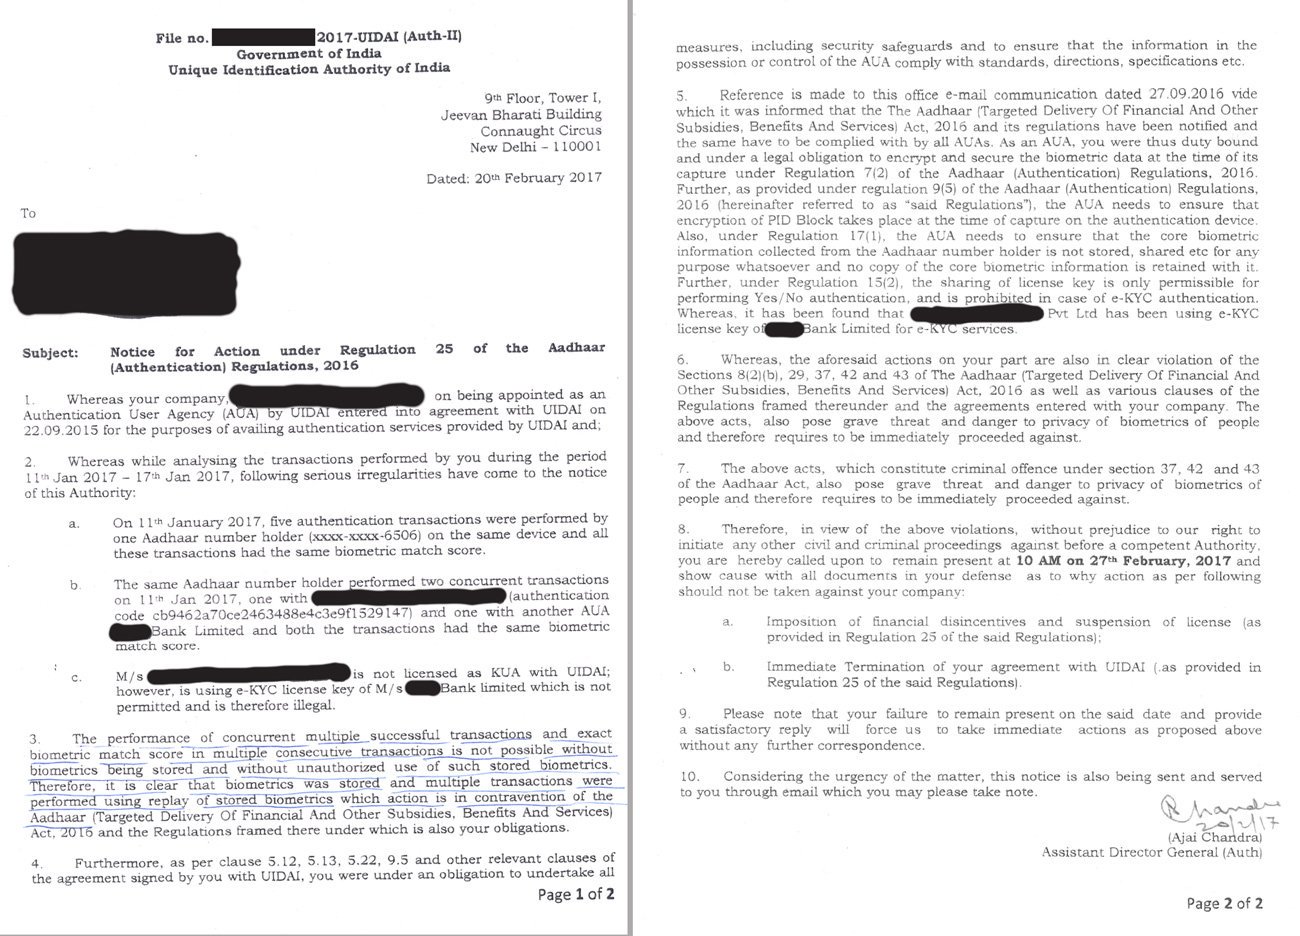 File no. 2017-UIDAI (Auth-II)
Government of India
Unique Identification Authority of India
9th Floor, Tower I,
Jeevan Bharati Building
Connaught Circus
New Delhi – 110001
Dated: 20th February 2017
To
Subject: Notice for Action under Regulation 25 of the Aadhaar
(Authentication) Regulations, 2016
1. Whereas your company, on being appointed as an
Authentication User Agency (AUA) by UIDAI entered into agreement with UIDAI on
22.09.2015 for the purposes of availing authentication services provided by UIDAI and;
2. Whereas while analysing the transactions performed by you during the period
11th Jan 2017 – 17th Jan 2017, following serious irregularities have come to the notice
of this Authority:
a. On 11th January 2017, five authentication transactions were performed by
one Aadhaar number holder (xxxx-xxxx-6506) on the same device and all
these transactions had the same biometric match score.
b. The same Aadhaar number holder performed two concurrent transactions
on 11th Jan 2017, one with (authentication
code cb9462a70ce2463488e4c3e9f1529147) and one with another AUA
Bank Limited and both the transactions had the same biometric
match score.
c. M/s is not licensed as KUA with UIDAI;
however, is using e-KYC license key of M/s Bank limited which is not
permitted and is therefore illegal.
3. The performance of concurrent multiple successful transactions and exact
biometric match score in multiple consecutive transactions is not possible without
biometrics being stored and without unauthorized use of such stored biometrics.
Therefore, it is clear that biometrics was stored and multiple transactions were
performed using replay of stored biometrics which action is in contravention of the
Aadhaar (Targeted Delivery Of Financial And Other Subsidies, Benefits And Services)
Act, 2016 and the Regulations framed there under which is also your obligations.
4. Furthermore, as per clause 5.12, 5.13, 5.22, 9.5 and other relevant clauses of
the agreement signed by you with UIDAI, you were under an obligation to undertake all
Page 1 of 2
measures, including security safeguards and to ensure that the information in the
possession or control of the AUA comply with standards, directions, specifications etc.
5. Reference is made to this office e-mail communication dated 27.09.2016 vide
which it was informed that the The Aadhaar (Targeted Delivery Of Financial And Other
Subsidies, Benefits And Services) Act, 2016 and its regulations have been notified and
the same have to be complied with by all AUAs. As an AUA, you were thus duty bound
and under a legal obligation to encrypt and secure the biometric data at the time of its
capture under Regulation 7(2) of the Aadhaar (Authentication) Regulations, 2016.
Further, as provided under regulation 9(5) of the Aadhaar (Authentication) Regulations,
2016 (hereinafter referred to as "said Regulations"), the AUA needs to ensure that
encryption of PID Block takes place at the time of capture on the authentication device.
Also, under Regulation 17(1), the AUA needs to ensure that the core biometric
information collected from the Aadhaar number holder is not stored, shared etc for any
purpose whatsoever and no copy of the core biometric information is retained with it.
Further, under Regulation 15(2), the sharing of license key is only permissible for
performing Yes/No authentication, and is prohibited in case of e-KYC authentication.
Whereas, it has been found that Pvt Ltd has been using e-KYC
license key of Bank Limited for e-KYC services.
6. Whereas, the aforesaid actions on your part are also in clear violation of the
Sections 8(2)(b), 29, 37, 42 and 43 of The Aadhaar (Targeted Delivery Of Financial And
Other Subsidies, Benefits And Services) Act, 2016 as well as various clauses of the
Regulations framed thereunder and the agreements entered with your company. The
above acts, also pose grave threat and danger to privacy of biometrics of people
and therefore requires to be immediately proceeded against.
7. The above acts, which constitute criminal offence under section 37, 42 and 43
of the Aadhaar Act, also pose grave threat and danger to privacy of biometrics of
people and therefore requires to be immediately proceeded against.
8. Therefore, in view of the above violations, without prejudice to our right to
initiate any other civil and criminal proceedings against before a competent Authority,
you are hereby called upon to remain present at 10 AM on 27th February, 2017 and
show cause with all documents in your defense as to why action as per following
should not be taken against your company:
a. Imposition of financial disincentives and suspension of license (as
provided in Regulation 25 of the said Regulations);
b. Immediate Termination of your agreement with UIDAI (.as provided in
Regulation 25 of the said Regulations).
9. Please note that your failure to remain present on the said date and provide
a satisfactory reply will force us to take immediate actions as proposed above
without any further correspondence.
10. Considering the urgency of the matter, this notice is also being sent and served
to you through email which you may please take note.
20/2/17
(Ajai Chandra)
Assistant Director General (Auth)
Page 2 of 2